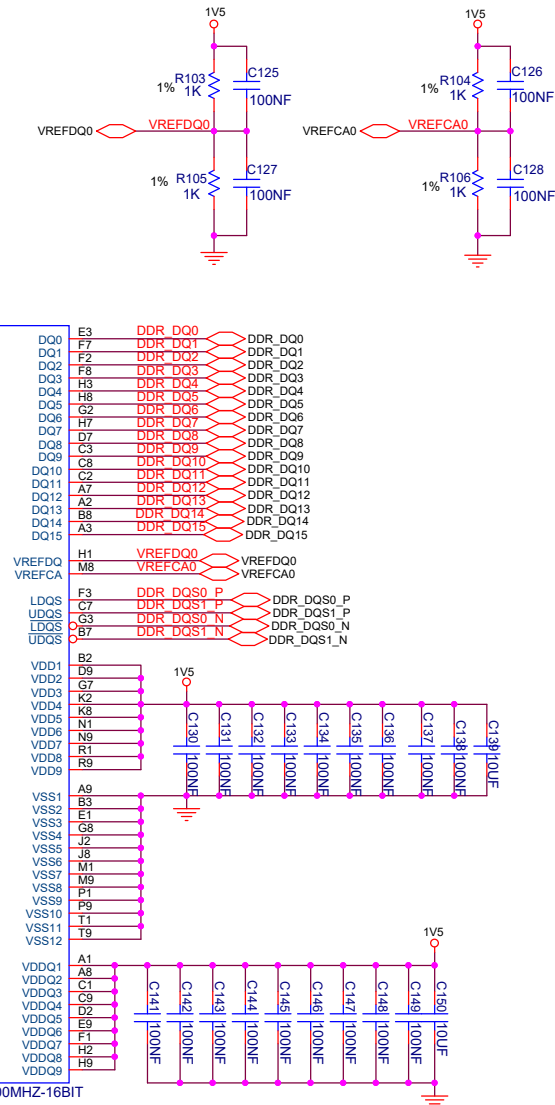 1V5 1V5
R103 1% 1K C125 100NF R104 1% 1K C126 100NF
VREFDQ0 VREFDQ0 VREFCA0 VREFCA0
R105 1% 1K C127 100NF R106 1% 1K C128 100NF
DQ0 E3 DDR_DQ0 DDR_DQ0
DQ1 F7 DDR_DQ1 DDR_DQ1
DQ2 F2 DDR_DQ2 DDR_DQ2
DQ3 F8 DDR_DQ3 DDR_DQ3
DQ4 H3 DDR_DQ4 DDR_DQ4
DQ5 H8 DDR_DQ5 DDR_DQ5
DQ6 G2 DDR_DQ6 DDR_DQ6
DQ7 H7 DDR_DQ7 DDR_DQ7
DQ8 D7 DDR_DQ8 DDR_DQ8
DQ9 C3 DDR_DQ9 DDR_DQ9
DQ10 C8 DDR_DQ10 DDR_DQ10
DQ11 C2 DDR_DQ11 DDR_DQ11
DQ12 A7 DDR_DQ12 DDR_DQ12
DQ13 A2 DDR_DQ13 DDR_DQ13
DQ14 B8 DDR_DQ14 DDR_DQ14
DQ15 A3 DDR_DQ15 DDR_DQ15
VREFDQ H1 VREFDQ0 VREFDQ0
VREFCA M8 VREFCA0 VREFCA0
LDQS F3 DDR_DQS0_P DDR_DQS0_P
UDQS C7 DDR_DQS1_P DDR_DQS1_P
LDQS G3 DDR_DQS0_N DDR_DQS0_N
UDQS B7 DDR_DQS1_N DDR_DQS1_N
VDD1 B2
VDD2 D9 1V5
VDD3 G7
VDD4 K2
VDD5 K8
VDD6 N1
VDD7 N9
VDD8 R1
VDD9 R9
C130 100NF
C131 100NF
C132 100NF
C133 100NF
C134 100NF
C135 100NF
C136 100NF
C137 100NF
C138 100NF
C139 10UF
VSS1 A9
VSS2 B3
VSS3 E1
VSS4 G8
VSS5 J2
VSS6 J8
VSS7 M1
VSS8 M9
VSS9 P1
VSS10 P9
VSS11 T1
VSS12 T9
1V5
VDDQ1 A1
VDDQ2 A8
VDDQ3 C1
VDDQ4 C9
VDDQ5 D2
VDDQ6 E9
VDDQ7 F1
VDDQ8 H2
VDDQ9 H9
C141 100NF
C142 100NF
C143 100NF
C144 100NF
C145 100NF
C146 100NF
C147 100NF
C148 100NF
C149 100NF
C150 10UF
00MHZ-16BIT